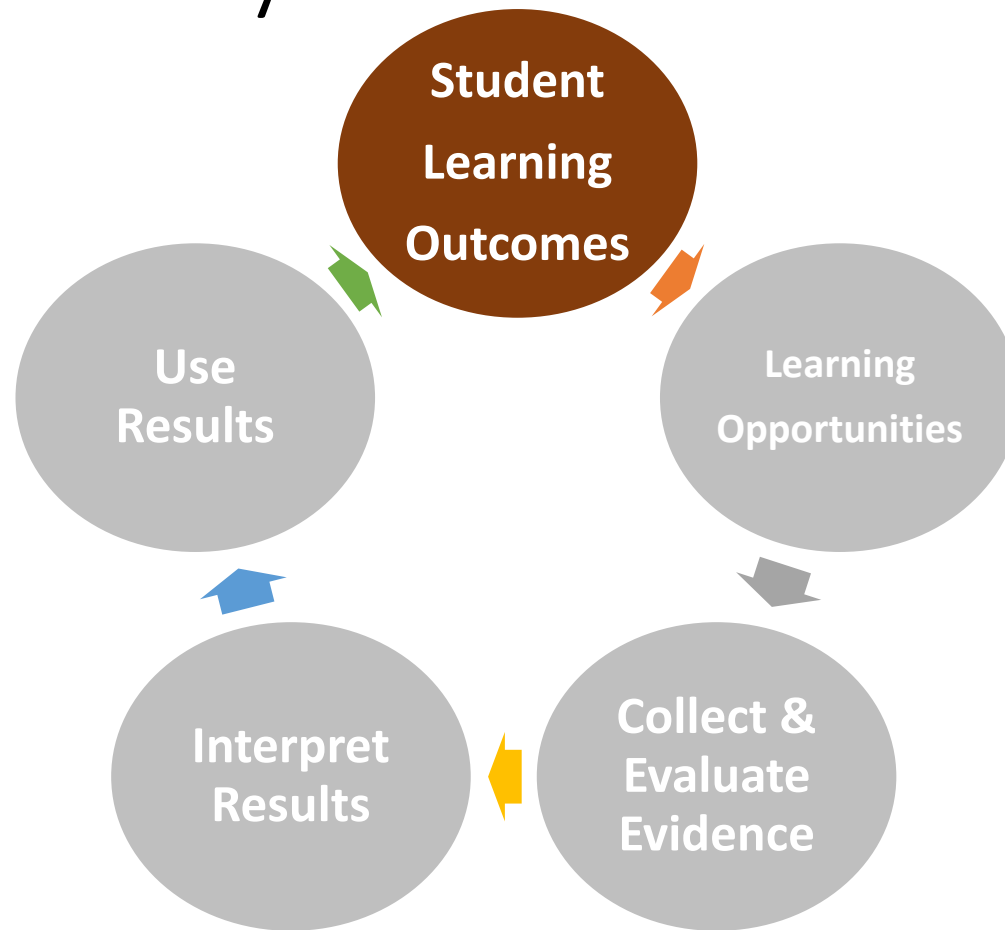 Student
Learning
Outcomes
Learning
Opportunities
Collect &
Evaluate
Evidence
Interpret
Results
Use
Results